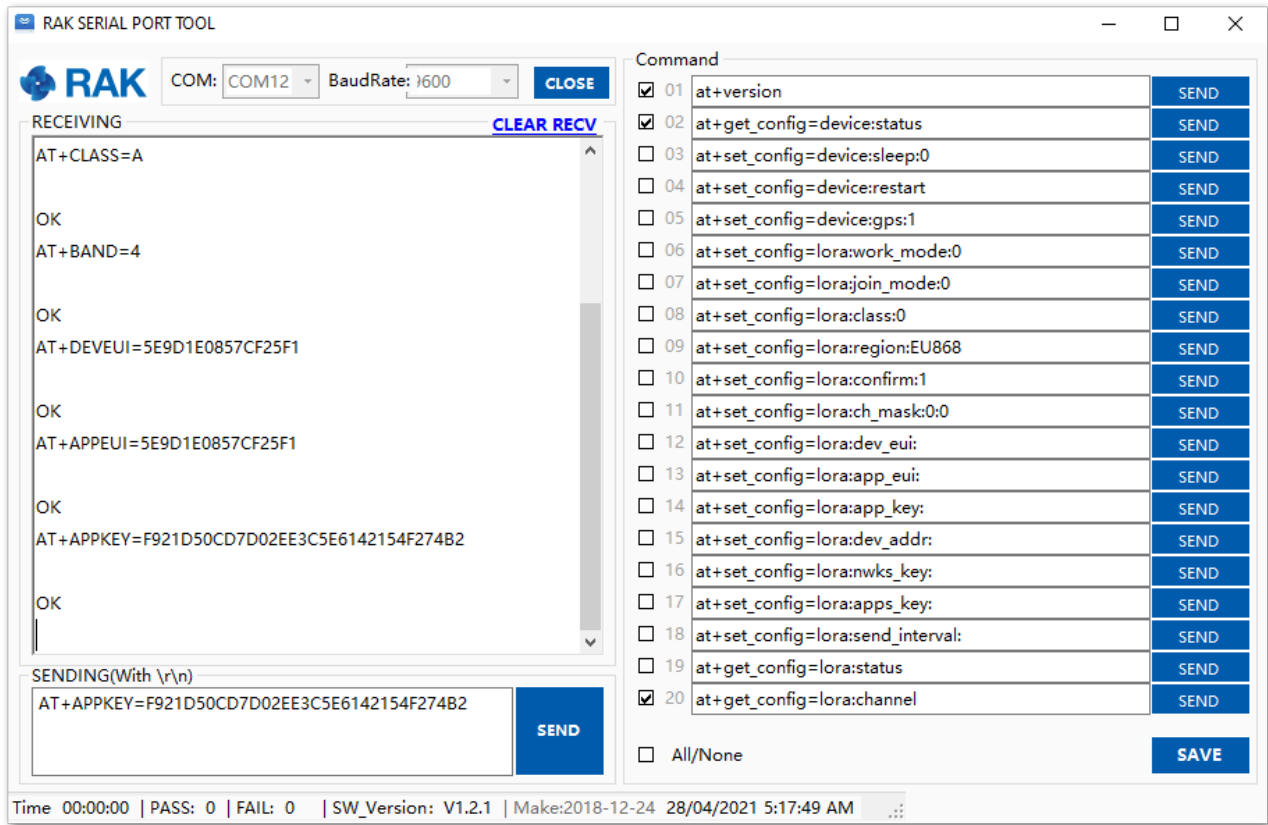 RAK SERIAL PORT TOOL
RAK
COM: COM12
BaudRate: 9600
CLOSE
RECEIVING
CLEAR RECV
AT+CLASS=A
OK
AT+BAND=4
OK
AT+DEVEUI=5E9D1E0857CF25F1
OK
AT+APPEUI=5E9D1E0857CF25F1
OK
AT+APPKEY=F921D50CD7D02EE3C5E6142154F274B2
OK
SENDING(With \r\n)
AT+APPKEY=F921D50CD7D02EE3C5E6142154F274B2
SEND
Command
01 at+version SEND
02 at+get_config=device:status SEND
03 at+set_config=device:sleep:0 SEND
04 at+set_config=device:restart SEND
05 at+set_config=device:gps:1 SEND
06 at+set_config=lora:work_mode:0 SEND
07 at+set_config=lora:join_mode:0 SEND
08 at+set_config=lora:class:0 SEND
09 at+set_config=lora:region:EU868 SEND
10 at+set_config=lora:confirm:1 SEND
11 at+set_config=lora:ch_mask:0:0 SEND
12 at+set_config=lora:dev_eui: SEND
13 at+set_config=lora:app_eui: SEND
14 at+set_config=lora:app_key: SEND
15 at+set_config=lora:dev_addr: SEND
16 at+set_config=lora:nwks_key: SEND
17 at+set_config=lora:apps_key: SEND
18 at+set_config=lora:send_interval: SEND
19 at+get_config=lora:status SEND
20 at+get_config=lora:channel SEND
All/None
SAVE
Time 00:00:00 | PASS: 0 | FAIL: 0 | SW_Version: V1.2.1 | Make:2018-12-24 28/04/2021 5:17:49 AM